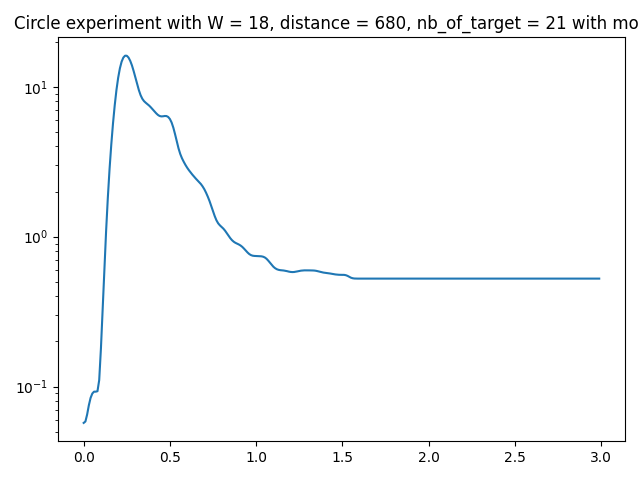 Circle experiment with W = 18, distance = 680, nb_of_target = 21 with mo
10¹
10⁰
10⁻¹
0.0 0.5 1.0 1.5 2.0 2.5 3.0